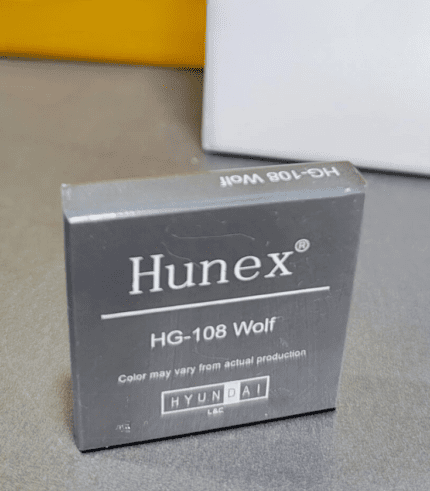 HG-108 Wolf
Hunex®
HG-108 Wolf
Color may vary from actual production
HYUNDAI
L&C